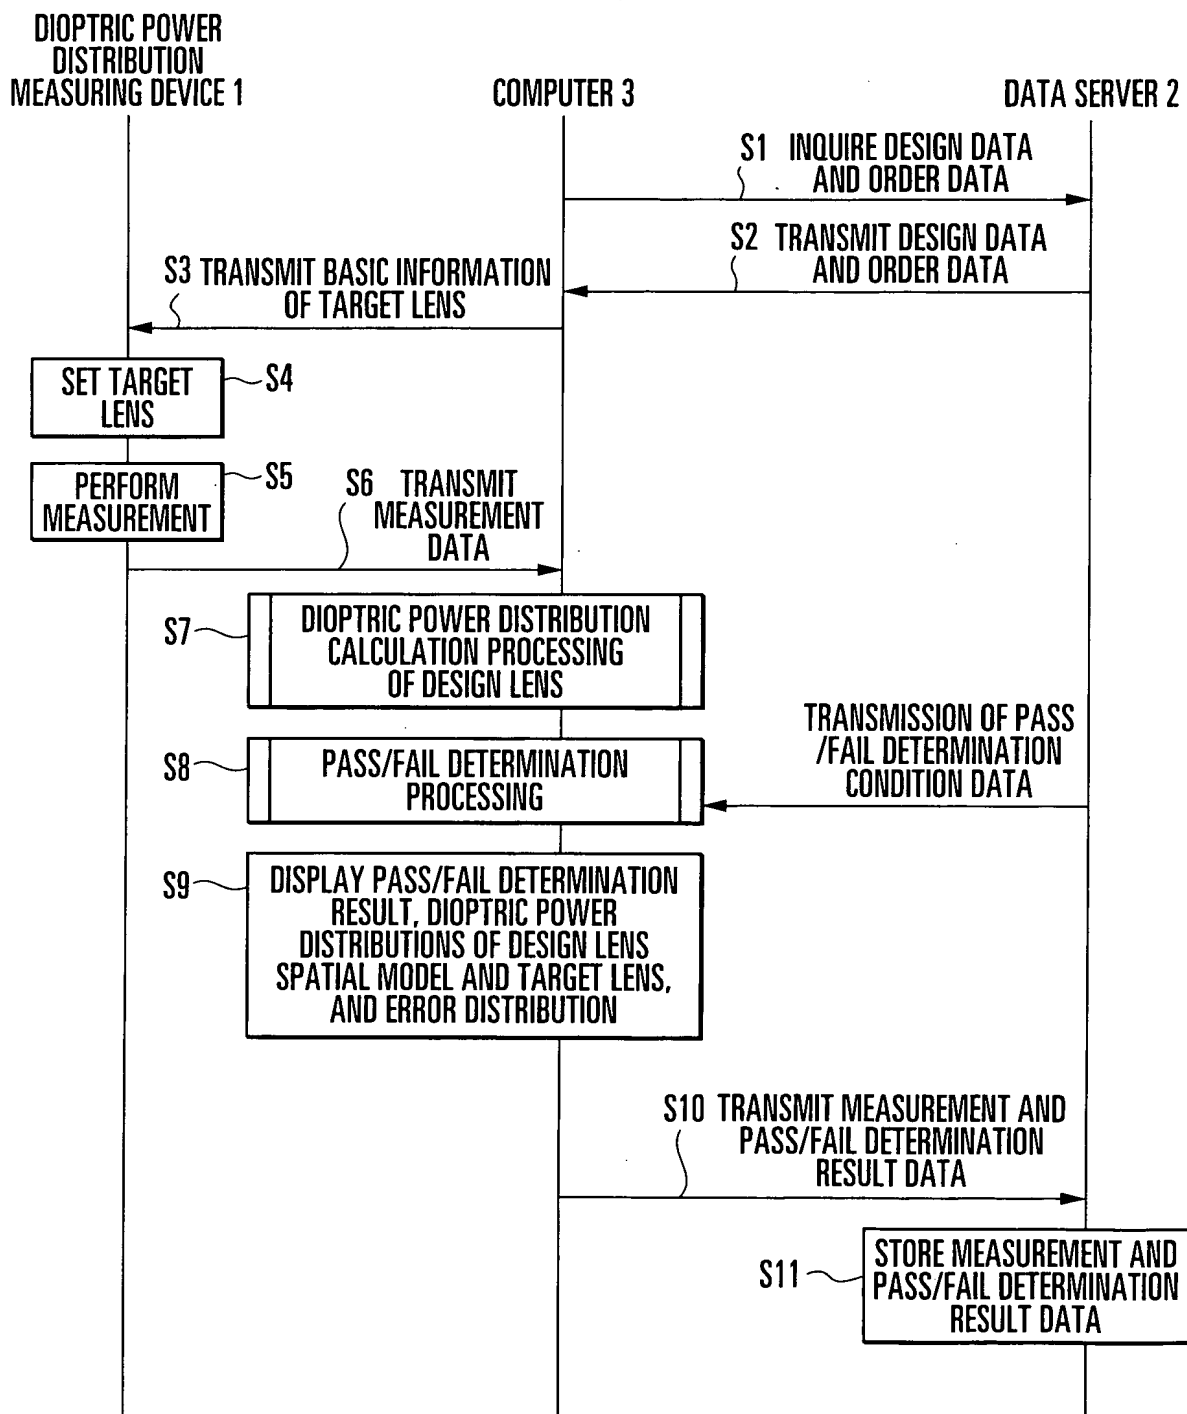 DIOPTRIC POWER
DISTRIBUTION
MEASURING DEVICE 1
COMPUTER 3
DATA SERVER 2
S1 INQUIRE DESIGN DATA
AND ORDER DATA
S2 TRANSMIT DESIGN DATA
AND ORDER DATA
S3 TRANSMIT BASIC INFORMATION
OF TARGET LENS
SET TARGET
LENS
S4
PERFORM
MEASUREMENT
S5
S6 TRANSMIT
MEASUREMENT
DATA
S7
DIOPTRIC POWER DISTRIBUTION
CALCULATION PROCESSING
OF DESIGN LENS
TRANSMISSION OF PASS
/FAIL DETERMINATION
CONDITION DATA
S8
PASS/FAIL DETERMINATION
PROCESSING
S9
DISPLAY PASS/FAIL DETERMINATION
RESULT, DIOPTRIC POWER
DISTRIBUTIONS OF DESIGN LENS
SPATIAL MODEL AND TARGET LENS,
AND ERROR DISTRIBUTION
S10 TRANSMIT MEASUREMENT AND
PASS/FAIL DETERMINATION
RESULT DATA
S11
STORE MEASUREMENT AND
PASS/FAIL DETERMINATION
RESULT DATA